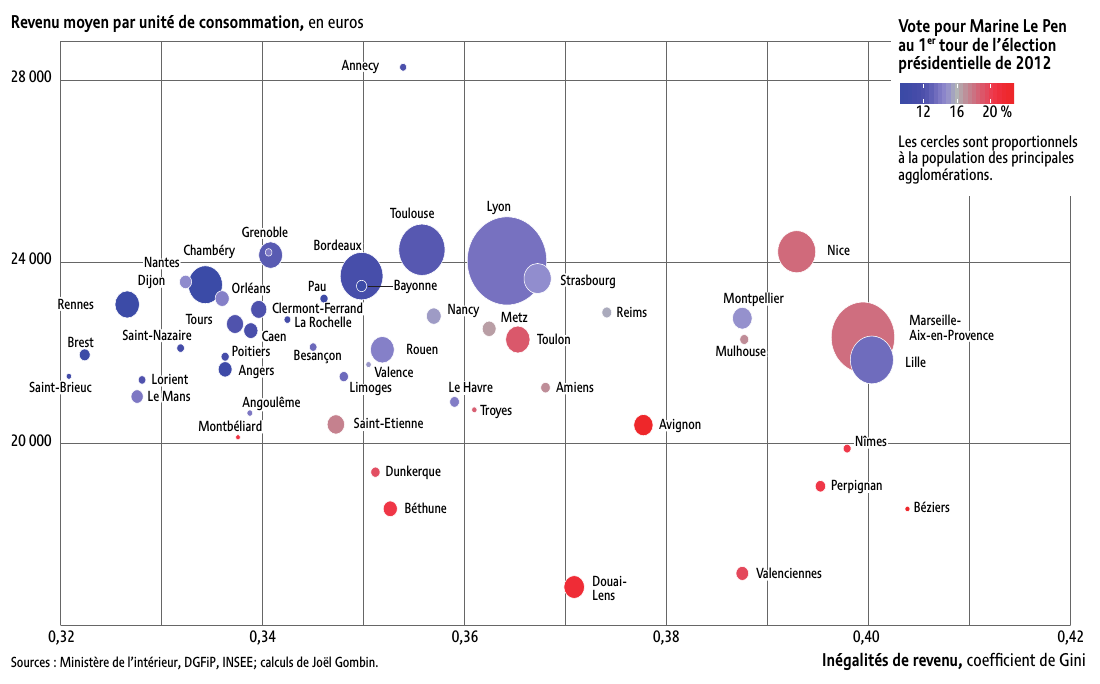 Revenu moyen par unité de consommation, en euros
Vote pour Marine Le Pen
au 1er tour de l'élection
présidentielle de 2012
12 16 20 %
Les cercles sont proportionnels
à la population des principales
agglomérations.
28 000
Annecy
Lyon
Toulouse
Grenoble
Bordeaux
Chambéry
Nice
24 000
Nantes
Dijon
Orléans
Pau
Bayonne
Strasbourg
Rennes
Clermont-Ferrand
La Rochelle
Nancy
Metz
Reims
Montpellier
Tours
Caen
Toulon
Marseille-
Aix-en-Provence
Saint-Nazaire
Brest
Poitiers
Besançon
Rouen
Mulhouse
Lille
Angers
Valence
Saint-Brieuc
Lorient
Le Mans
Limoges
Le Havre
Amiens
Angoulême
Troyes
Montbéliard
Saint-Etienne
Avignon
20 000
Nîmes
Dunkerque
Perpignan
Béthune
Béziers
Valenciennes
Douai-
Lens
0,32 0,34 0,36 0,38 0,40 0,42
Sources : Ministère de l'intérieur, DGFiP, INSEE; calculs de Joël Gombin.
Inégalités de revenu, coefficient de Gini